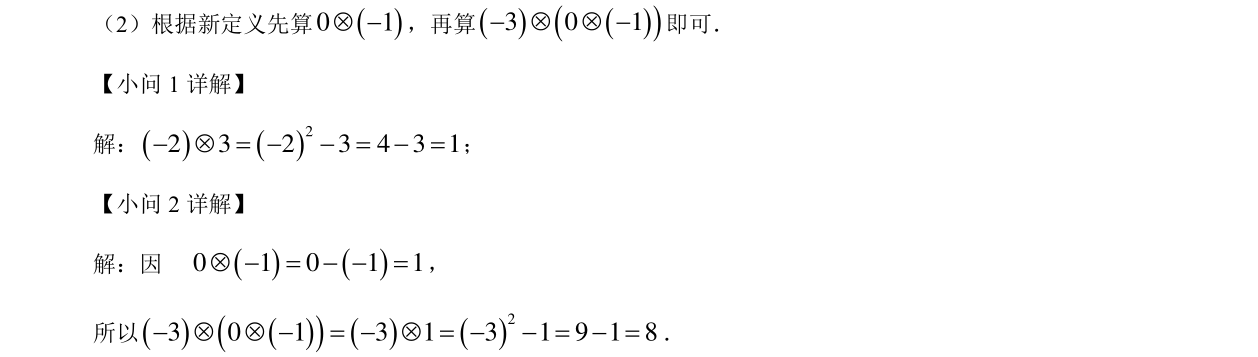 （2）根据新定义先算0⊗(−1)，再算(−3)⊗(0⊗(−1))即可．
【小问 1 详解】
解：(−2)⊗3=(−2)²−3=4−3=1；
【小问 2 详解】
解：因 0⊗(−1)=0−(−1)=1，
所以(−3)⊗(0⊗(−1))=(−3)⊗1=(−3)²−1=9−1=8．